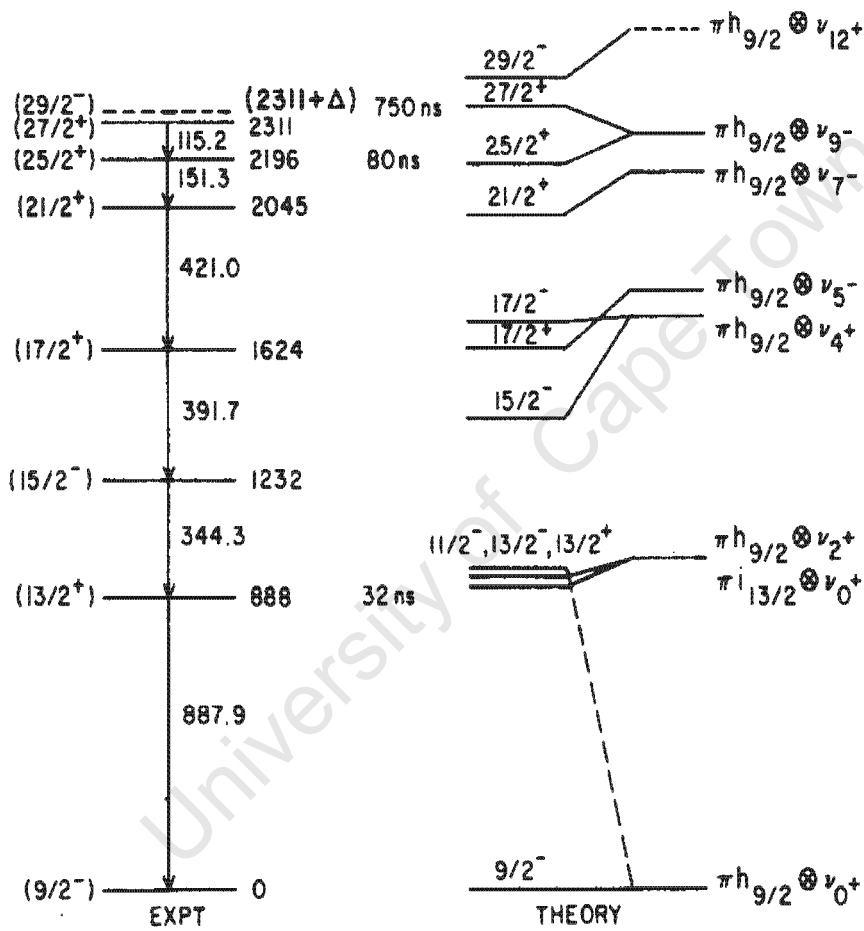 πh9/2 ⊗ ν12+
29/2-
(29/2-) (2311+Δ) 750 ns
27/2+
(27/2+) 2311
115.2
πh9/2 ⊗ ν9-
(25/2+) 2196 80ns
25/2+
151.3
πh9/2 ⊗ ν7-
(21/2+) 2045
21/2+
421.0
πh9/2 ⊗ ν5-
17/2-
πh9/2 ⊗ ν4+
17/2+
(17/2+) 1624
391.7
15/2-
(15/2-) 1232
344.3
11/2-,13/2-,13/2+
πh9/2 ⊗ ν2+
πi13/2 ⊗ ν0+
(13/2+) 888 32 ns
887.9
9/2-
(9/2-) 0
πh9/2 ⊗ ν0+
EXPT THEORY
University of Cape Town